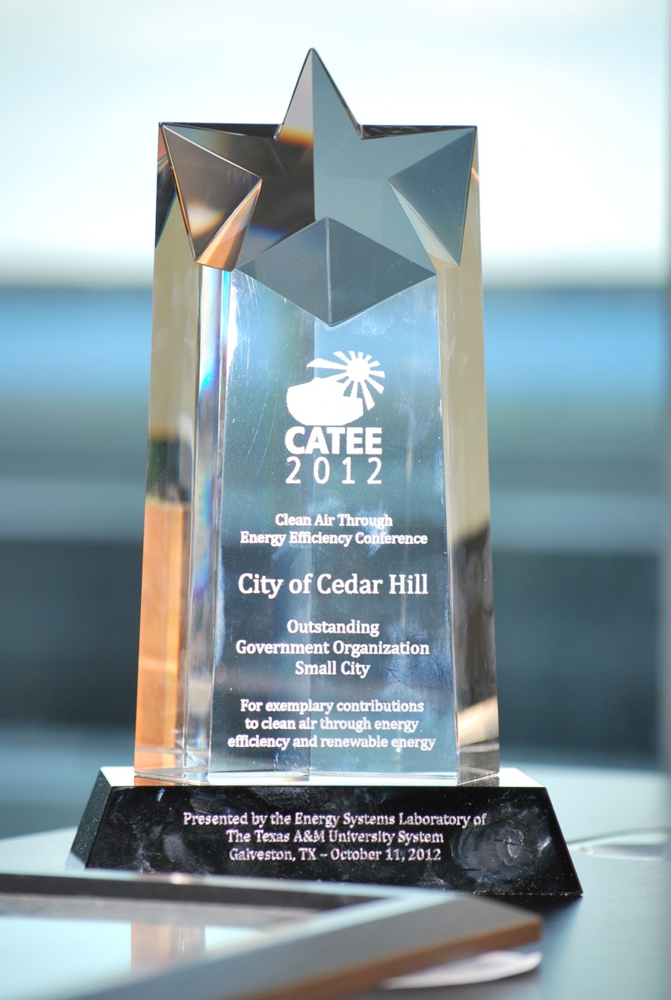 CATEE
2012
Clean Air Through
Energy Efficiency Conference
City of Cedar Hill
Outstanding
Government Organization
Small City
For exemplary contributions
to clean air through energy
efficiency and renewable energy
Presented by the Energy Systems Laboratory of
The Texas A&M University System
Galveston, TX – October 11, 2012